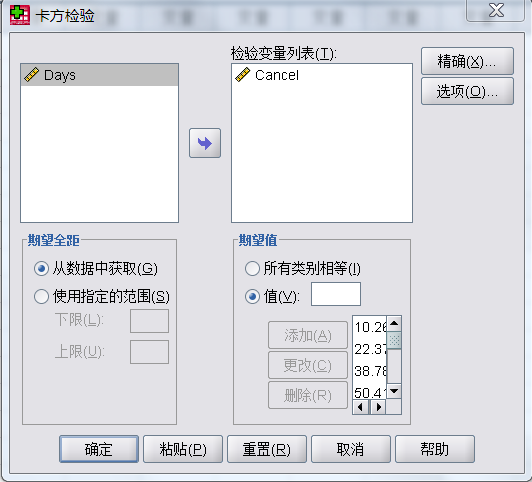 卡方检验
检验变量列表(T):
Days
Cancel
精确(X)...
选项(O)...
期望全距
从数据中获取(G)
使用指定的范围(S)
下限(L):
上限(U):
期望值
所有类别相等(I)
值(V):
添加(A)
更改(C)
删除(R)
10.26
22.37
38.78
50.41
确定
粘贴(P)
重置(R)
取消
帮助